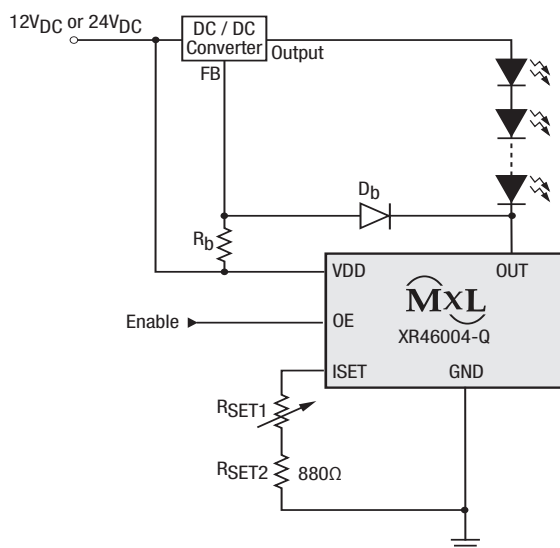 12VDC or 24VDC
DC / DC
Converter
Output
FB
Db
Rb
VDD
OUT
MxL
XR46004-Q
Enable
OE
ISET
GND
RSET1
RSET2
880Ω